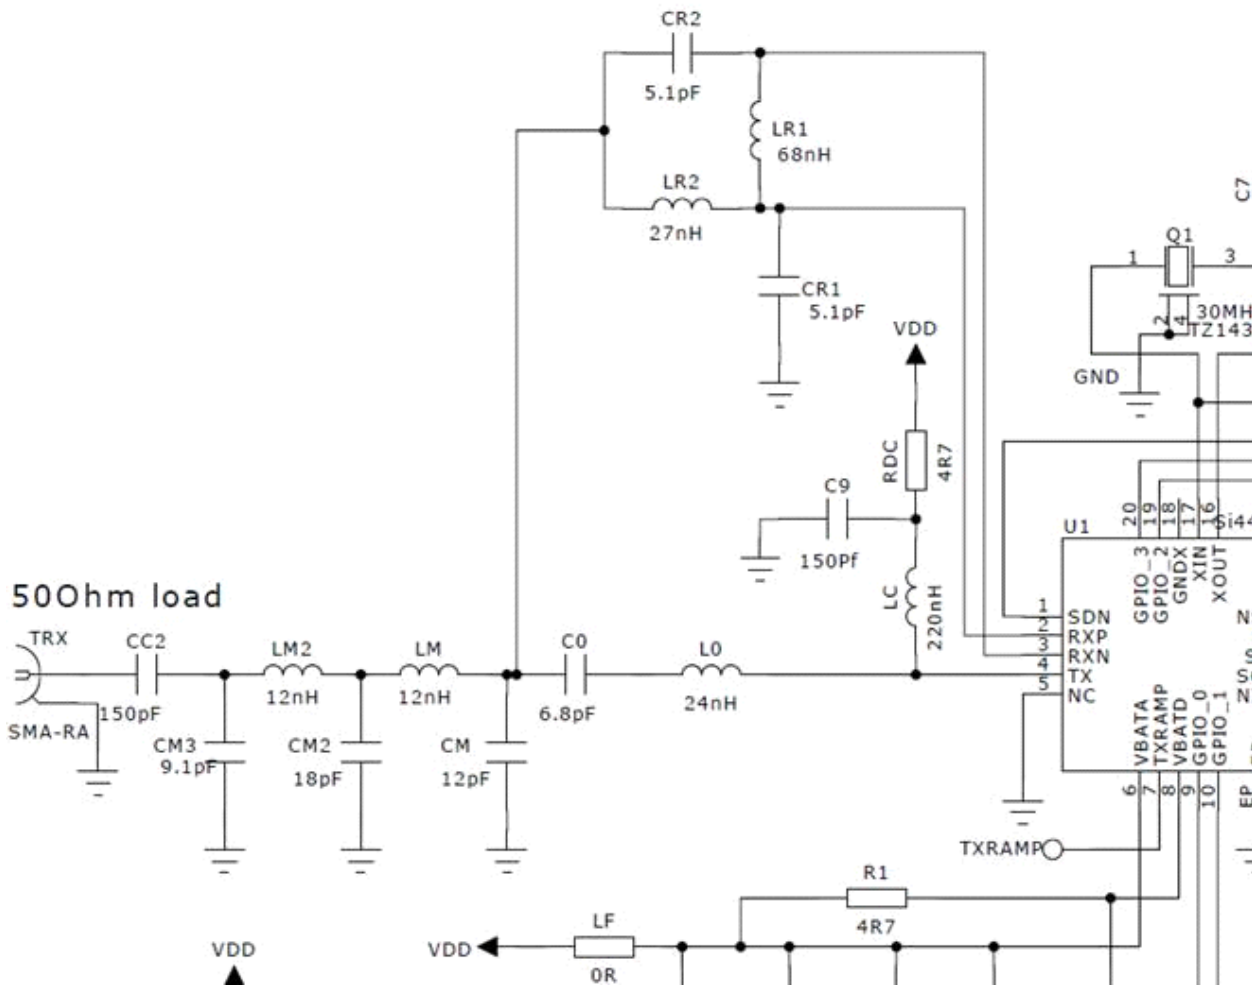 CR2
5.1pF
LR1
68nH
LR2
27nH
C7
Q1
1
3
CR1
5.1pF
2
4
30MH
TZ143
VDD
GND
RDC
4R7
C9
150Pf
20
19
18
17
16
U1
Si44
GPIO_3
GPIO_2
GNDX
XIN
XOUT
LC
220nH
50Ohm load
1
SDN
2
RXP
3
RXN
4
TX
5
NC
TRX
CC2
LM2
LM
C0
L0
150pF
12nH
12nH
6.8pF
24nH
SMA-RA
CM3
9.1pF
CM2
18pF
CM
12pF
VBATA
TXRAMP
VBATD
GPIO_0
GPIO_1
6
7
8
9
10
EP
TXRAMP
R1
4R7
VDD
VDD
LF
0R